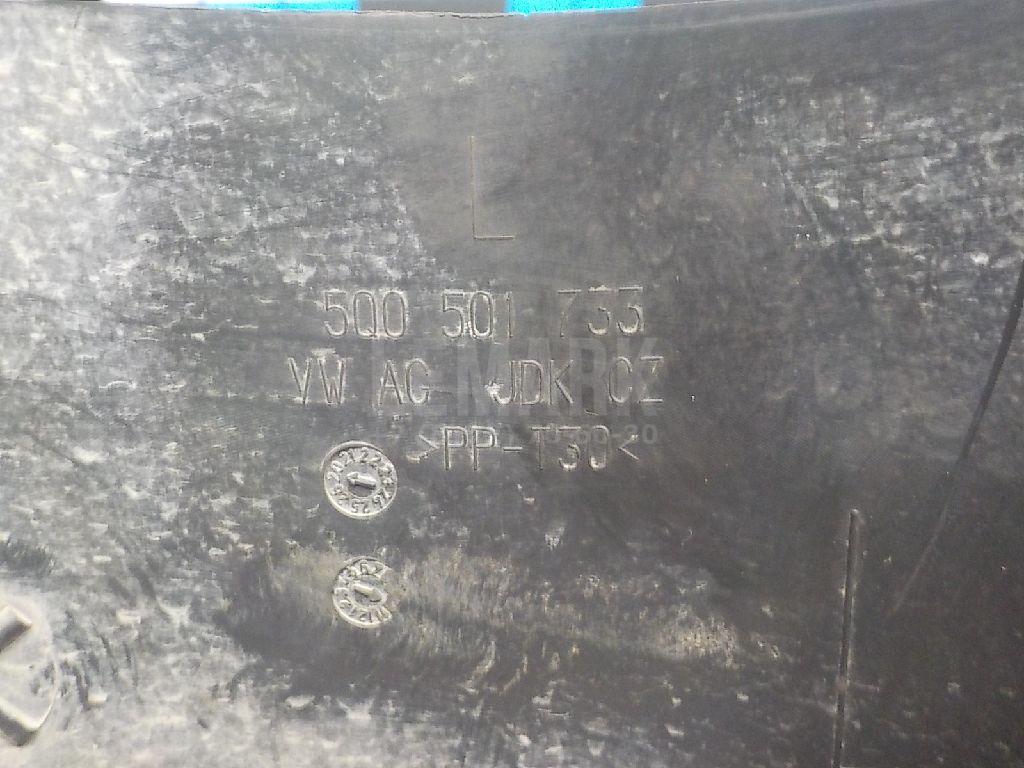 L
5Q0 501 733
VW AG JDK CZ
>PP-T30<